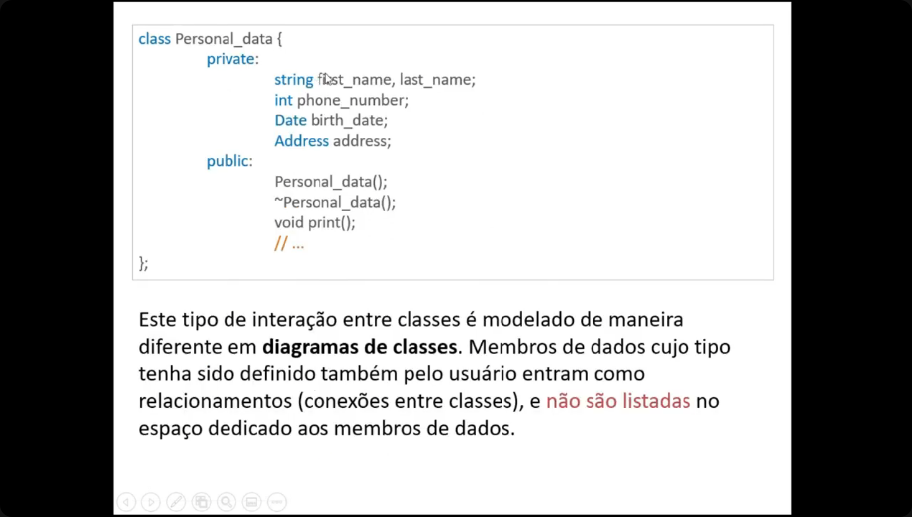 class Personal_data {
private:
string first_name, last_name;
int phone_number;
Date birth_date;
Address address;
public:
Personal_data();
~Personal_data();
void print();
// ...
};
Este tipo de interação entre classes é modelado de maneira
diferente em diagramas de classes. Membros de dados cujo tipo
tenha sido definido também pelo usuário entram como
relacionamentos (conexões entre classes), e não são listadas no
espaço dedicado aos membros de dados.